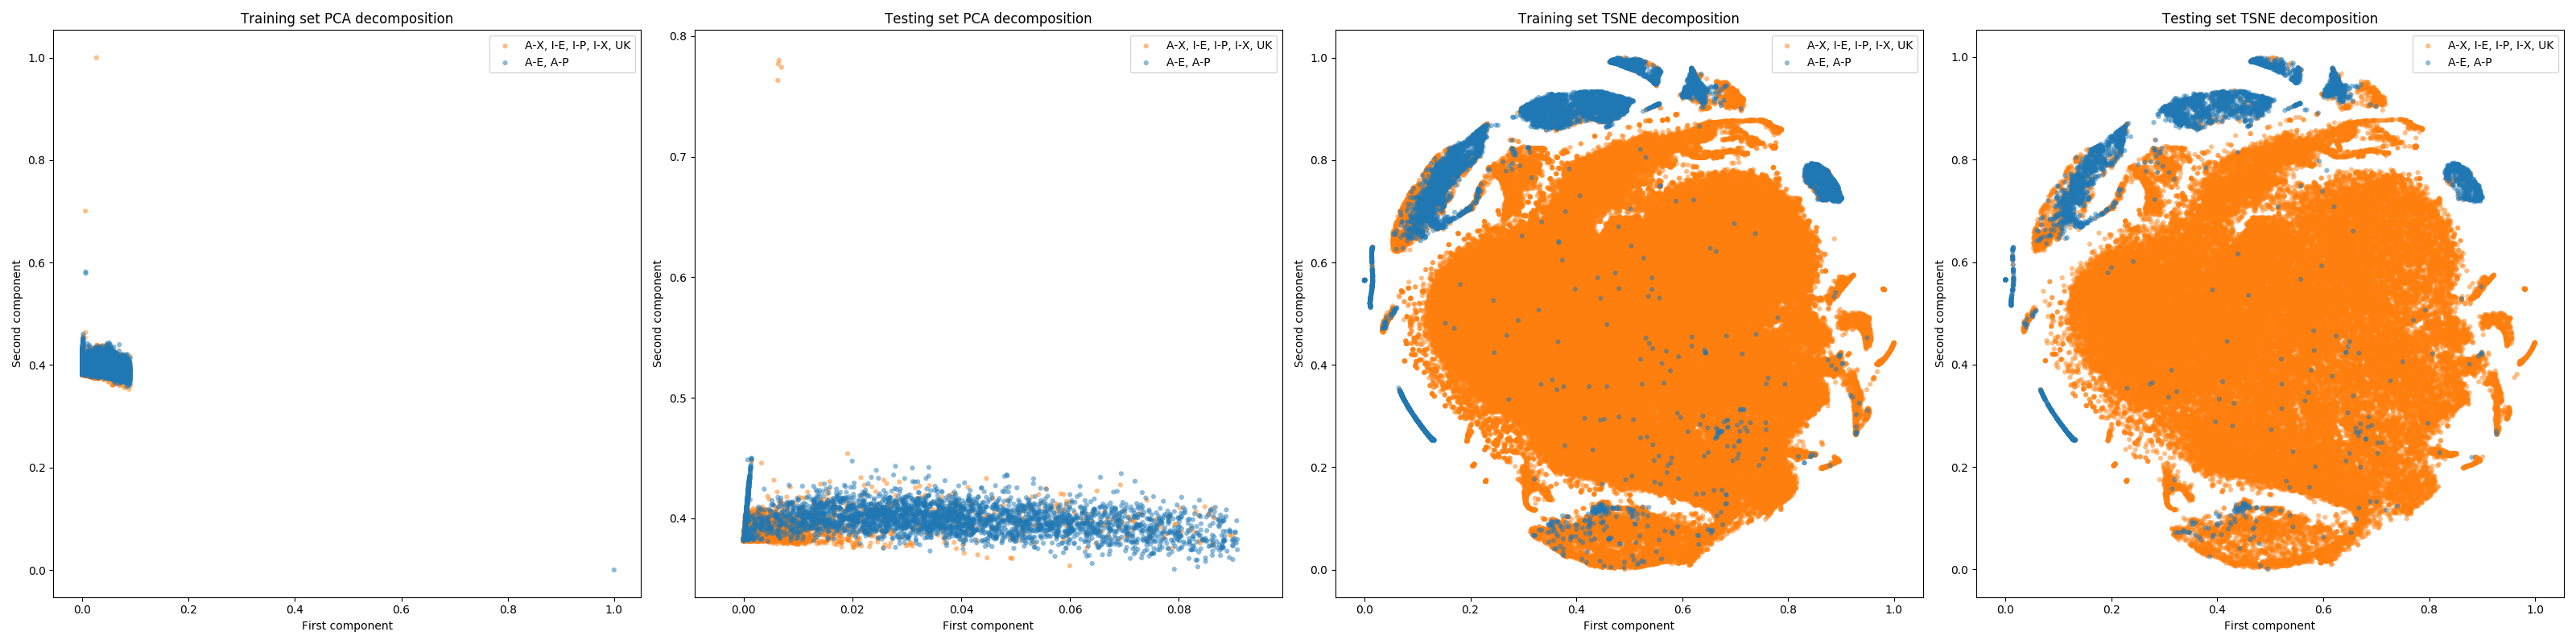 Training set PCA decomposition
A-X, I-E, I-P, I-X, UK
A-E, A-P
Second component
1.0
0.8
0.6
0.4
0.2
0.0
0.0 0.2 0.4 0.6 0.8 1.0
First component
Testing set PCA decomposition
A-X, I-E, I-P, I-X, UK
A-E, A-P
Second component
0.8
0.7
0.6
0.5
0.4
0.00 0.02 0.04 0.06 0.08
First component
Training set TSNE decomposition
A-X, I-E, I-P, I-X, UK
A-E, A-P
Second component
1.0
0.8
0.6
0.4
0.2
0.0
0.0 0.2 0.4 0.6 0.8 1.0
First component
Testing set TSNE decomposition
A-X, I-E, I-P, I-X, UK
A-E, A-P
Second component
1.0
0.8
0.6
0.4
0.2
0.0
0.0 0.2 0.4 0.6 0.8 1.0
First component